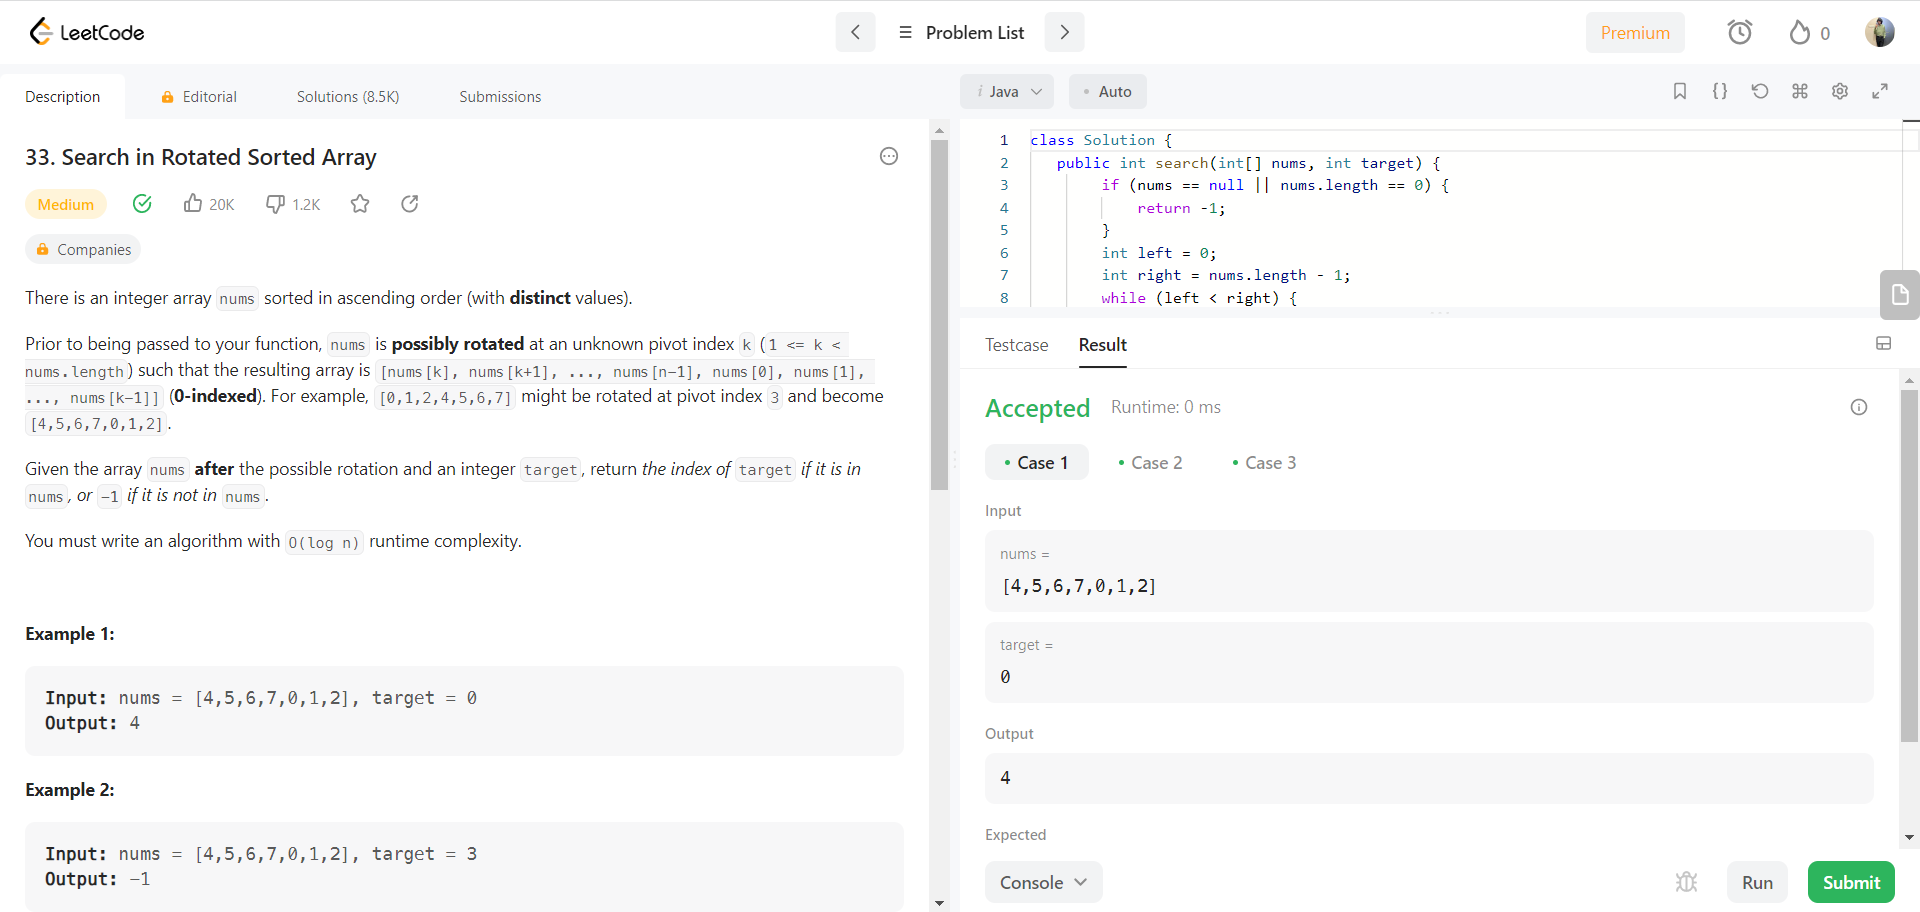 LeetCode
Problem List
Premium
0
Description
Editorial
Solutions (8.5K)
Submissions
33. Search in Rotated Sorted Array
Medium
20K
1.2K
Companies
There is an integer array nums sorted in ascending order (with distinct values).
Prior to being passed to your function, nums is possibly rotated at an unknown pivot index k (1 <= k <
nums.length) such that the resulting array is [nums[k], nums[k+1], ..., nums[n-1], nums[0], nums[1],
..., nums[k-1]] (0-indexed). For example, [0,1,2,4,5,6,7] might be rotated at pivot index 3 and become
[4,5,6,7,0,1,2].
Given the array nums after the possible rotation and an integer target, return the index of target if it is in
nums, or -1 if it is not in nums.
You must write an algorithm with O(log n) runtime complexity.
Example 1:
Input: nums = [4,5,6,7,0,1,2], target = 0
Output: 4
Example 2:
Input: nums = [4,5,6,7,0,1,2], target = 3
Output: -1
i Java
• Auto
1 class Solution {
2 public int search(int[] nums, int target) {
3 if (nums == null || nums.length == 0) {
4 return -1;
5 }
6 int left = 0;
7 int right = nums.length - 1;
8 while (left < right) {
Testcase
Result
Accepted
Runtime: 0 ms
• Case 1
• Case 2
• Case 3
Input
nums =
[4,5,6,7,0,1,2]
target =
0
Output
4
Expected
Console
Run
Submit